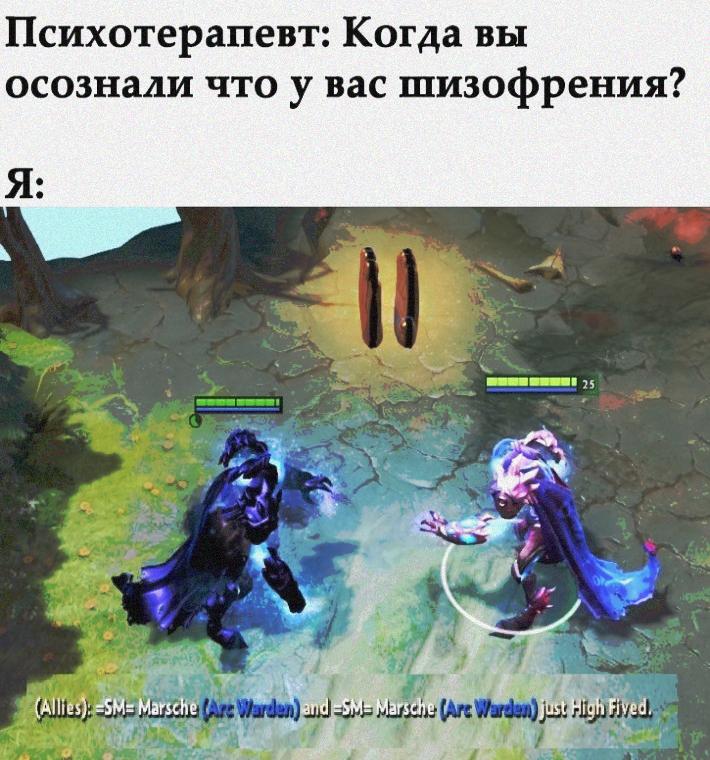 Психотерапевт: Когда вы
осознали что у вас шизофрения?
Я:
25
(Allies): =SM= Marsche (Arc Warden) and =SM= Marsche (Arc Warden) just High Fived.